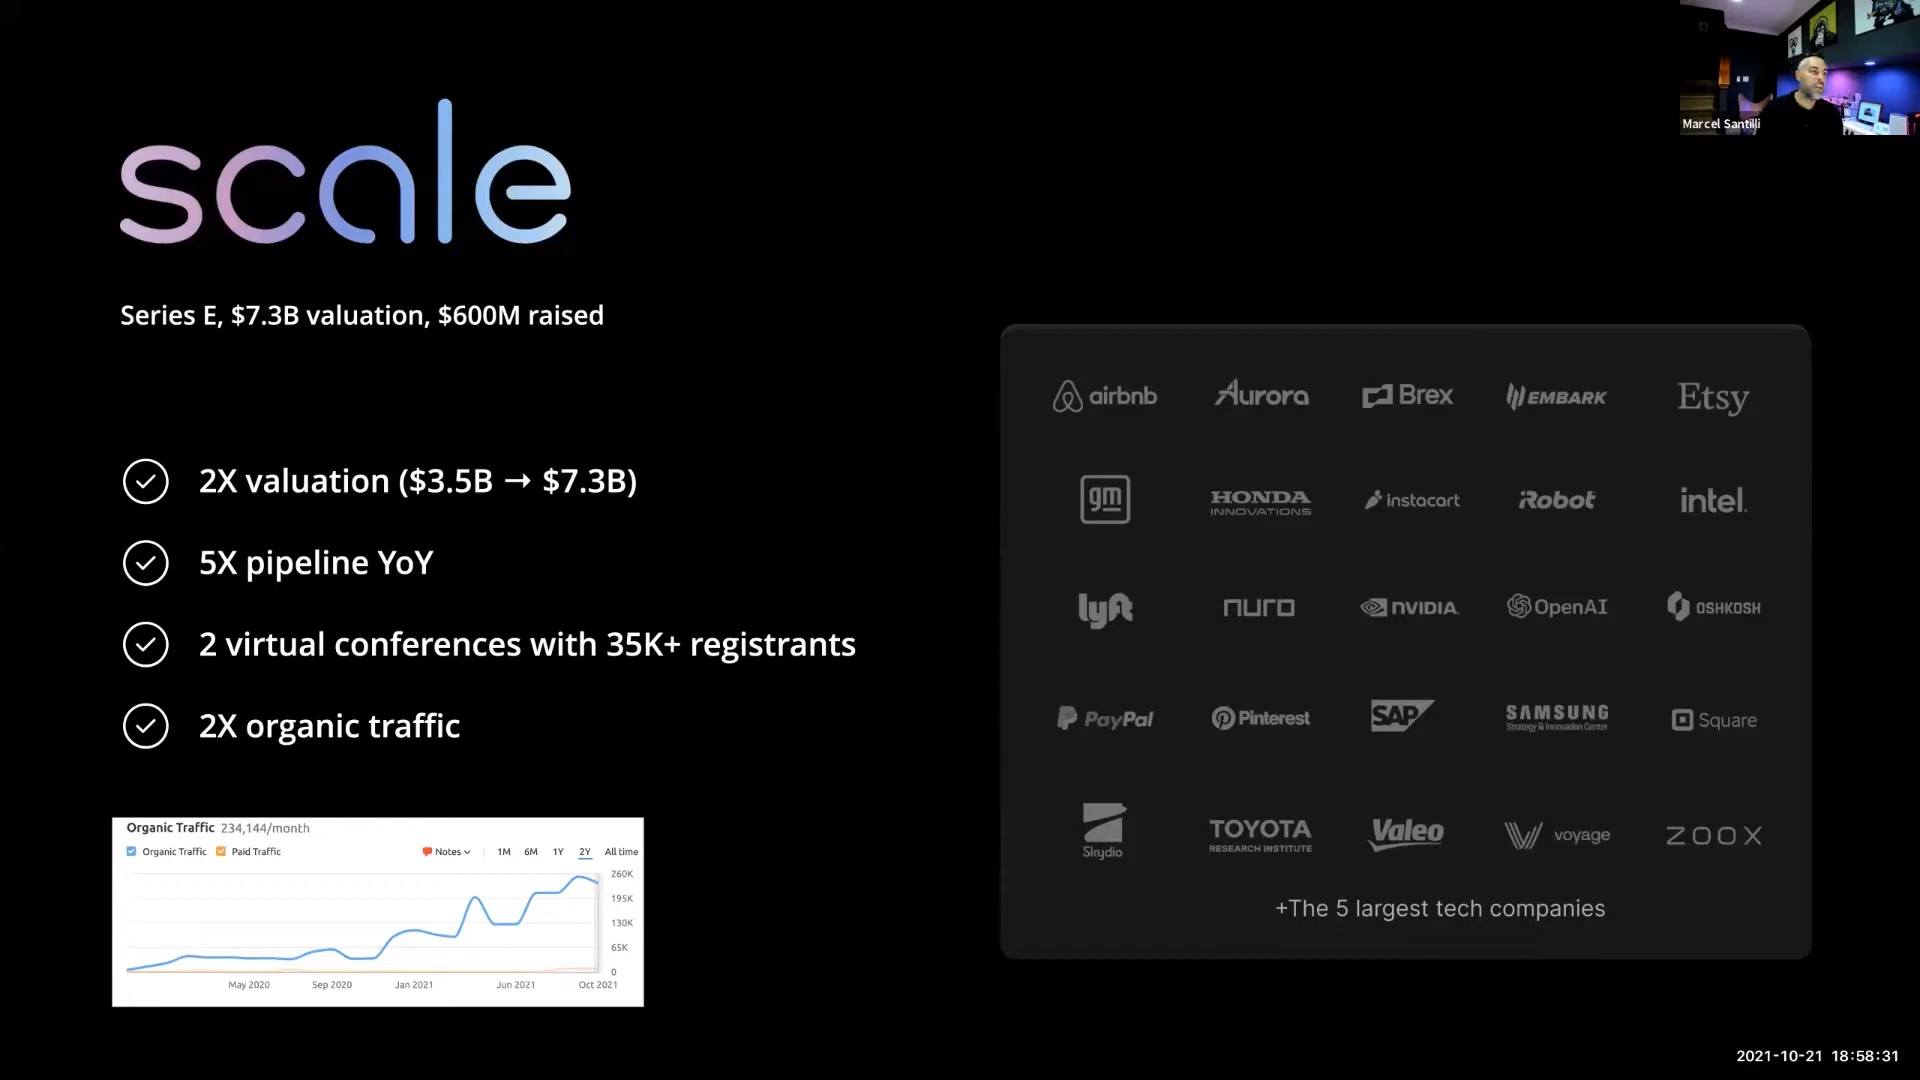 Marcel Santilli
scale
Series E, $7.3B valuation, $600M raised
2X valuation ($3.5B → $7.3B)
5X pipeline YoY
2 virtual conferences with 35K+ registrants
2X organic traffic
Organic Traffic 234,144/month
Organic Traffic Paid Traffic Notes 1M 6M 1Y 2Y All time
260K
195K
130K
65K
0
May 2020 Sep 2020 Jan 2021 Jun 2021 Oct 2021
airbnb Aurora Brex EMBARK Etsy
gm HONDA INNOVATIONS instacart iRobot intel.
lyft nuro NVIDIA. OpenAI OSHKOSH
PayPal Pinterest SAP SAMSUNG Strategy & Innovation Center Square
Skydio TOYOTA RESEARCH INSTITUTE Valeo voyage ZOOX
+The 5 largest tech companies
2021-10-21 18:58:31